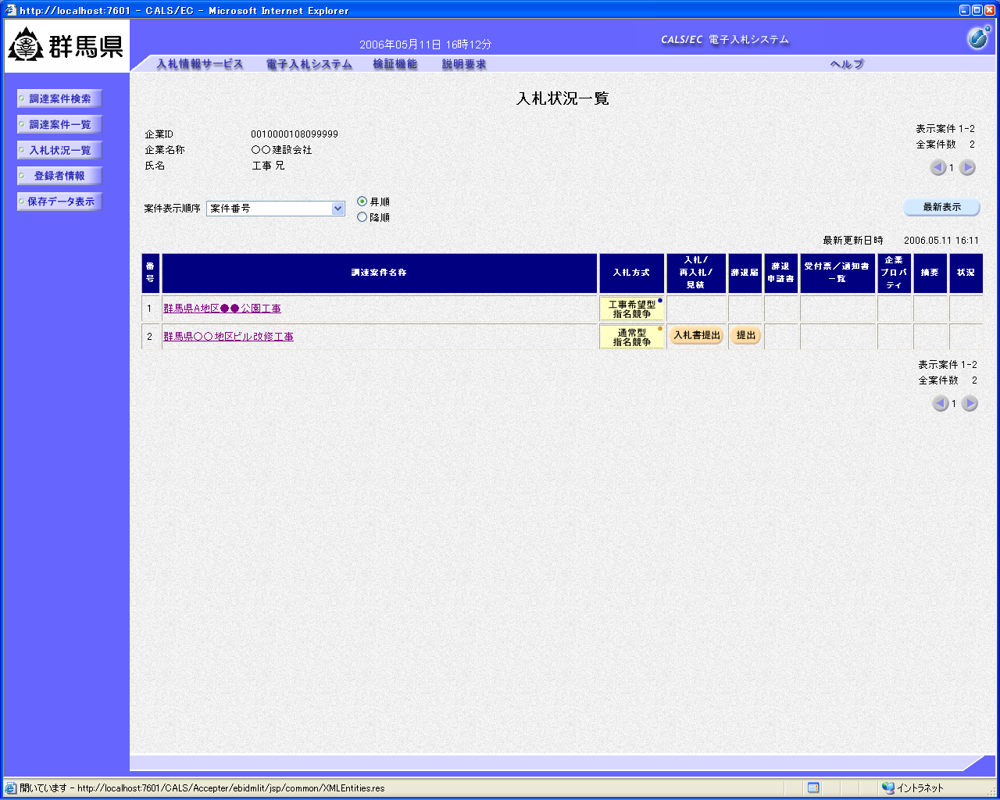 http://localhost:7601 - CALS/EC - Microsoft Internet Explorer
群馬県
2006年05月11日 16時12分
CALS/EC 電子入札システム
入札情報サービス 電子入札システム 検証機能 説明要求 ヘルプ
調達案件検索
調達案件一覧
入札状況一覧
登録者情報
保存データ表示
入札状況一覧
企業ID 0010000108099999
企業名称 〇〇建設会社
氏名 工事 兄
表示案件 1-2
全案件数 2
1
案件表示順序 案件番号
昇順
降順
最新表示
最新更新日時 2006.05.11 16:11
番号 調達案件名称 入札方式 入札/再入札/見積 辞退届 辞退申請書 受付票/通知書一覧 企業プロパティ 摘要 状況
1 群馬県A地区●●公園工事 工事希望型指名競争
2 群馬県〇〇地区ビル改修工事 通常型指名競争 入札書提出 提出
表示案件 1-2
全案件数 2
1
開いています - http://localhost:7601/CALS/Accepter/ebidmlit/jsp/common/XMLEntities.res
イントラネット